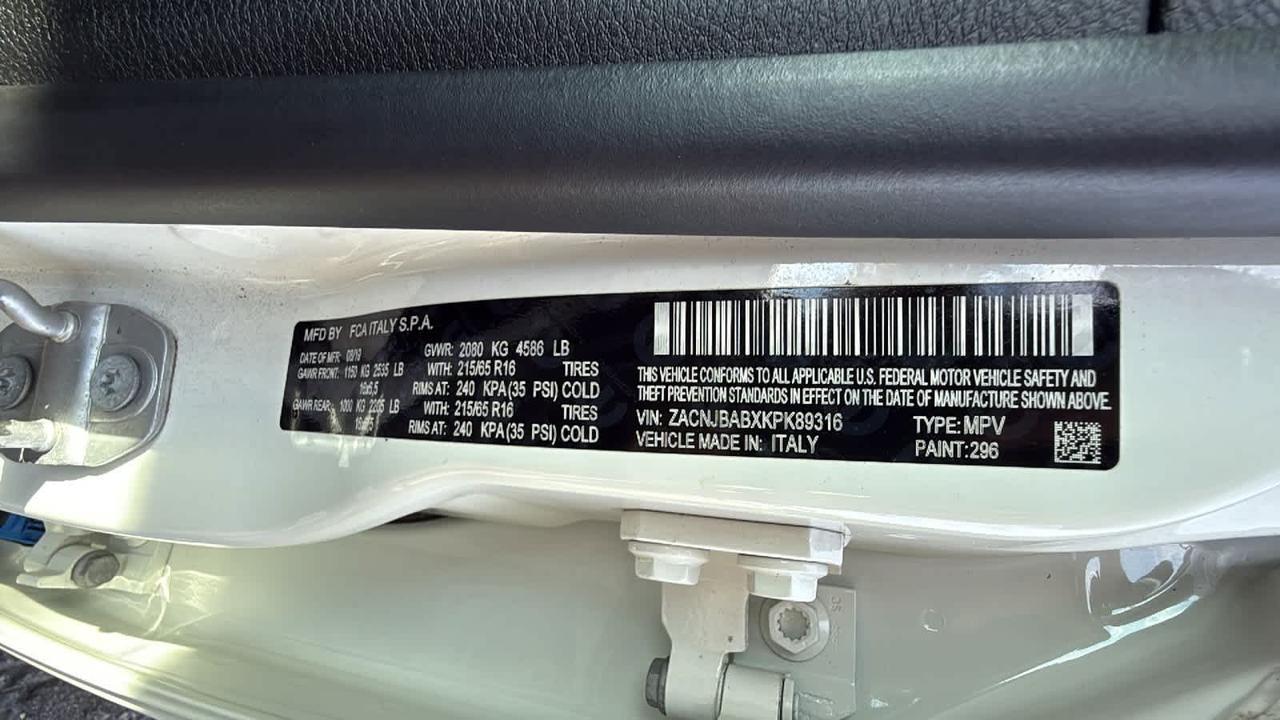 MFD BY FCA ITALY S.P.A.
DATE OF MFR: 08/19 GVWR: 2080 KG 4586 LB
GAWR FRONT: 1150 KG 2535 LB WITH: 215/65 R16 TIRES
16x6,5 RIMS AT: 240 KPA(35 PSI) COLD
GAWR REAR: 1000 KG 2205 LB WITH: 215/65 R16 TIRES
RIMS AT: 240 KPA(35 PSI) COLD
THIS VEHICLE CONFORMS TO ALL APPLICABLE U.S. FEDERAL MOTOR VEHICLE SAFETY AND
THEFT PREVENTION STANDARDS IN EFFECT ON THE DATE OF MANUFACTURE SHOWN ABOVE.
VIN: ZACNJBABXKPK89316 TYPE: MPV
VEHICLE MADE IN: ITALY PAINT: 296